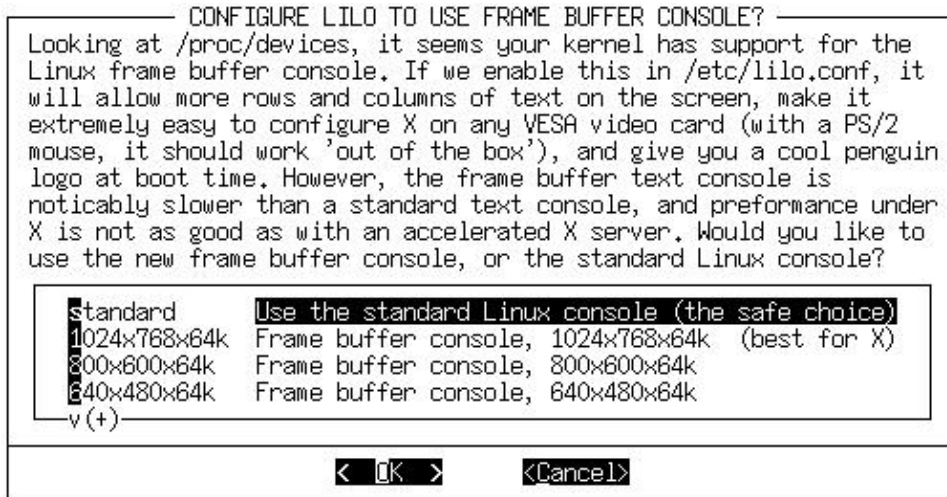 CONFIGURE LILO TO USE FRAME BUFFER CONSOLE?
Looking at /proc/devices, it seems your kernel has support for the
Linux frame buffer console. If we enable this in /etc/lilo.conf, it
will allow more rows and columns of text on the screen, make it
extremely easy to configure X on any VESA video card (with a PS/2
mouse, it should work 'out of the box'), and give you a cool penguin
logo at boot time. However, the frame buffer text console is
noticably slower than a standard text console, and preformance under
X is not as good as with an accelerated X server. Would you like to
use the new frame buffer console, or the standard Linux console?
standard Use the standard Linux console (the safe choice)
1024x768x64k Frame buffer console, 1024x768x64k (best for X)
800x600x64k Frame buffer console, 800x600x64k
640x480x64k Frame buffer console, 640x480x64k
v(+)
< OK > <Cancel>